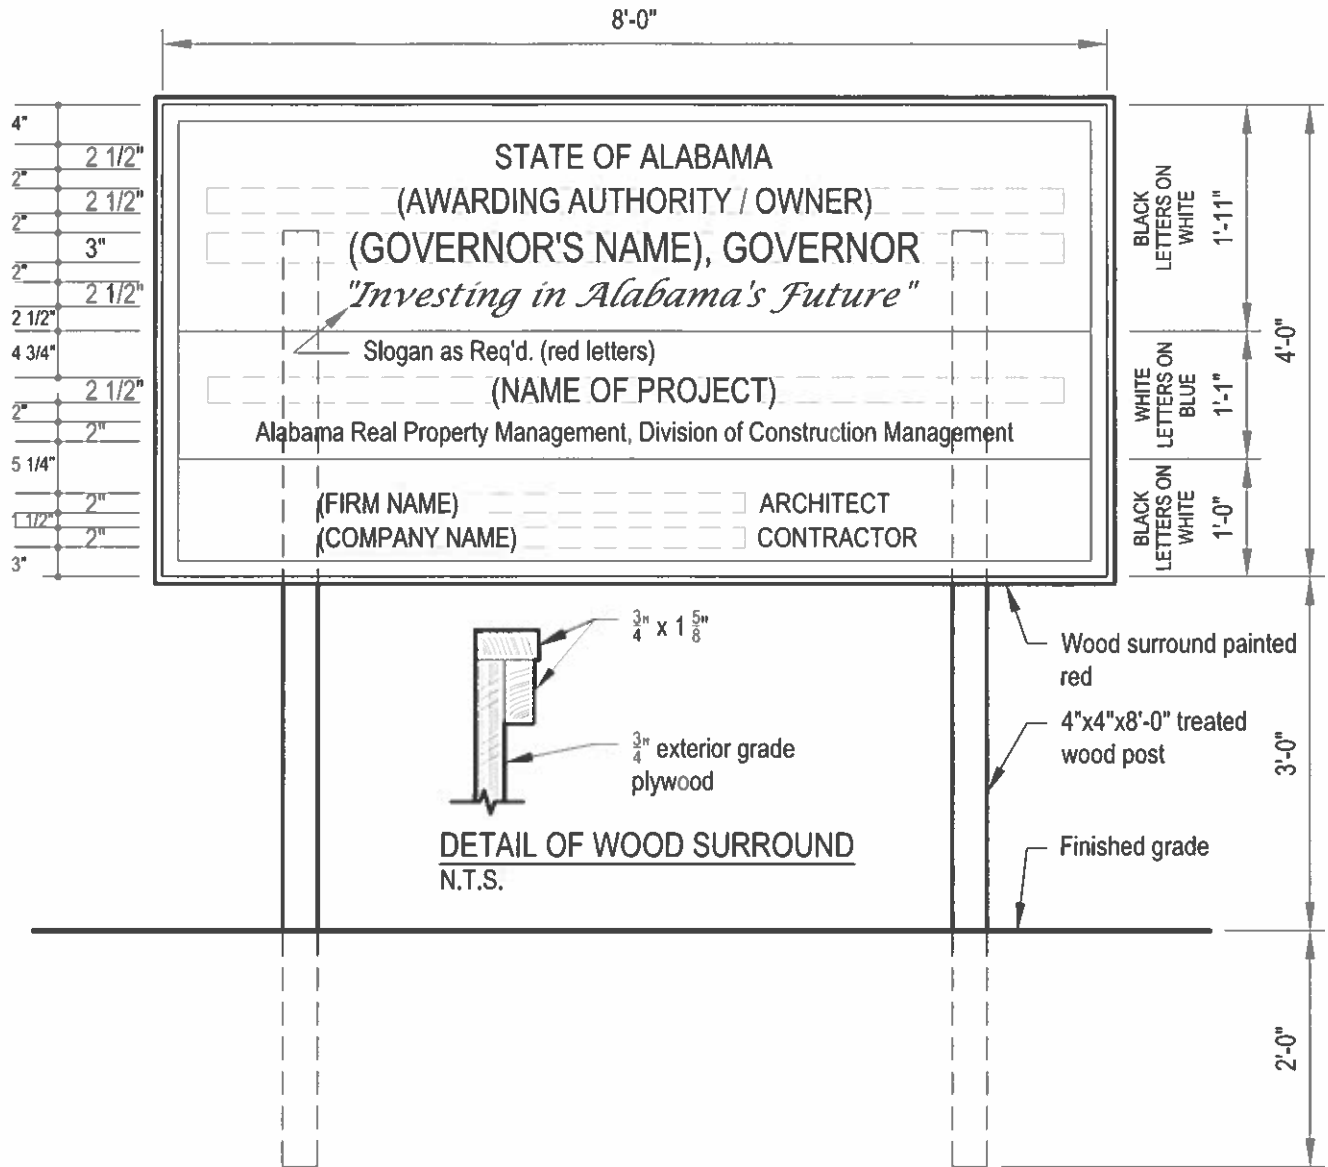 8'-0"
4"
2 1/2"
2"
2 1/2"
2"
3"
2"
2 1/2"
2 1/2"
4 3/4"
2 1/2"
2"
2"
5 1/4"
2"
1 1/2"
2"
3"
STATE OF ALABAMA
(AWARDING AUTHORITY / OWNER)
(GOVERNOR'S NAME), GOVERNOR
"Investing in Alabama's Future"
Slogan as Req'd. (red letters)
(NAME OF PROJECT)
Alabama Real Property Management, Division of Construction Management
(FIRM NAME) ARCHITECT
(COMPANY NAME) CONTRACTOR
BLACK
LETTERS ON
WHITE
1'-11"
WHITE
LETTERS ON
BLUE
1'-1"
BLACK
LETTERS ON
WHITE
1'-0"
4'-0"
3/4" x 1 5/8"
3/4" exterior grade
plywood
DETAIL OF WOOD SURROUND
N.T.S.
Wood surround painted
red
4"x4"x8'-0" treated
wood post
Finished grade
3'-0"
2'-0"